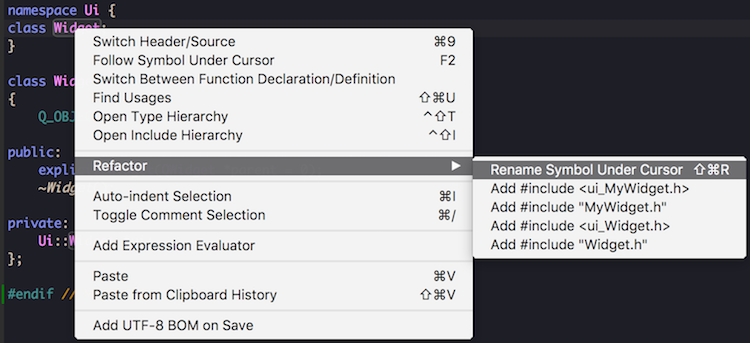 namespace Ui {
class Widget;
}
class Wid
{
Q_OBJ
public:
expli
~Widg
private:
Ui::W
};
#endif //
Switch Header/Source ⌘9
Follow Symbol Under Cursor F2
Switch Between Function Declaration/Definition
Find Usages ⇧⌘U
Open Type Hierarchy ^⇧T
Open Include Hierarchy ^⇧I
Refactor ▶
Auto-indent Selection ⌘I
Toggle Comment Selection ⌘/
Add Expression Evaluator
Paste ⌘V
Paste from Clipboard History ⇧⌘V
Add UTF-8 BOM on Save
Rename Symbol Under Cursor ⇧⌘R
Add #include <ui_MyWidget.h>
Add #include "MyWidget.h"
Add #include <ui_Widget.h>
Add #include "Widget.h"